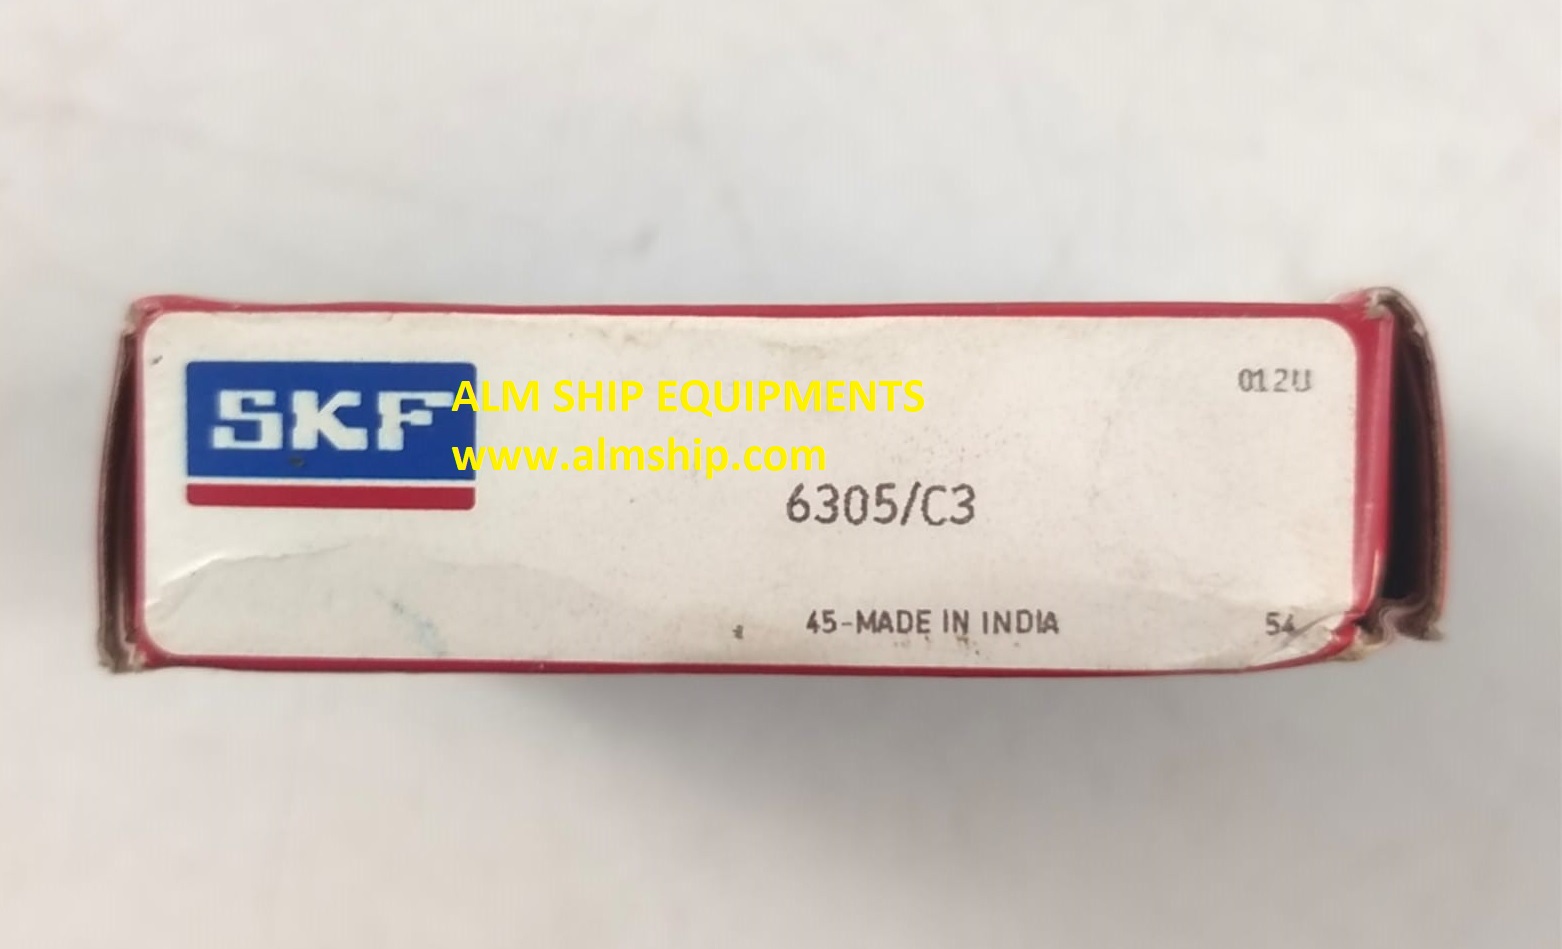 SKF
ALM SHIP EQUIPMENTS
www.almship.com
012U
6305/C3
45-MADE IN INDIA
54